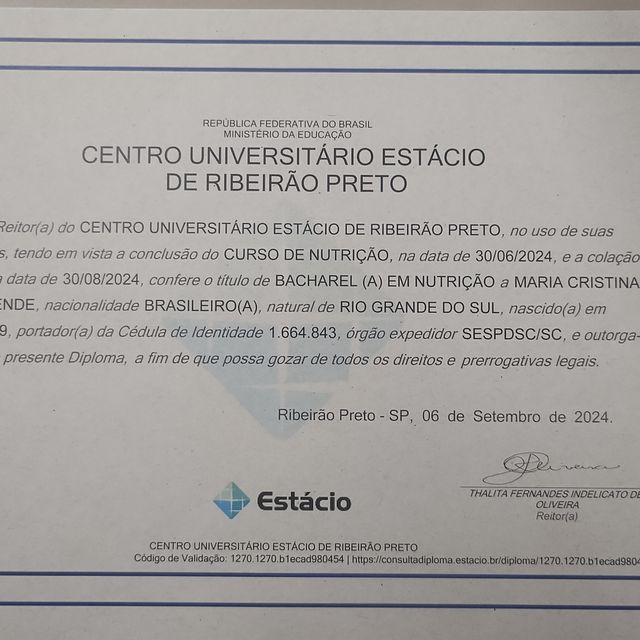 REPÚBLICA FEDERATIVA DO BRASIL
MINISTÉRIO DA EDUCAÇÃO
CENTRO UNIVERSITÁRIO ESTÁCIO
DE RIBEIRÃO PRETO
Reitor(a) do CENTRO UNIVERSITÁRIO ESTÁCIO DE RIBEIRÃO PRETO, no uso de suas
s, tendo em vista a conclusão do CURSO DE NUTRIÇÃO, na data de 30/06/2024, e a colação
a data de 30/08/2024, confere o título de BACHAREL (A) EM NUTRIÇÃO a MARIA CRISTINA
ENDE, nacionalidade BRASILEIRO(A), natural de RIO GRANDE DO SUL, nascido(a) em
9, portador(a) da Cédula de Identidade 1.664.843, órgão expedidor SESPDSC/SC, e outorga-
presente Diploma, a fim de que possa gozar de todos os direitos e prerrogativas legais.
Ribeirão Preto - SP, 06 de Setembro de 2024.
THALITA FERNANDES INDELICATO DE
OLIVEIRA
Reitor(a)
Estácio
CENTRO UNIVERSITÁRIO ESTÁCIO DE RIBEIRÃO PRETO
Código de Validação: 1270.1270.b1ecad980454 | https://consultadiploma.estacio.br/diploma/1270.1270.b1ecad9804